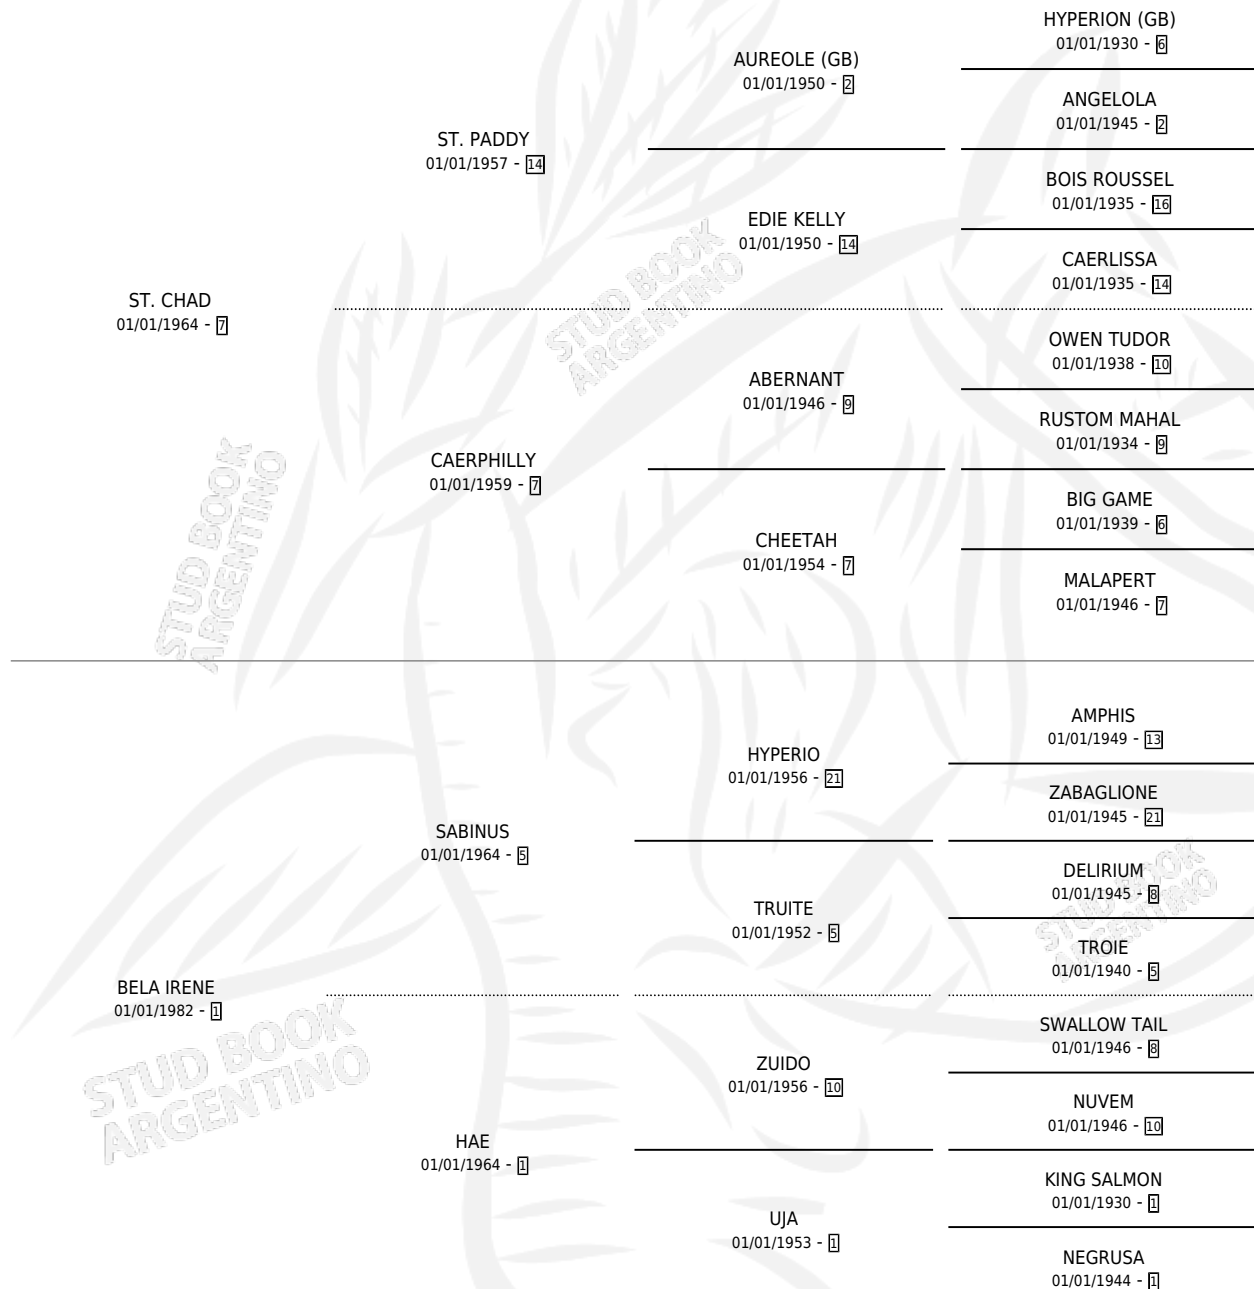 HYPERION (GB)
01/01/1930 - 6
AUREOLE (GB)
01/01/1950 - 2
ANGELOLA
01/01/1945 - 2
ST. PADDY
01/01/1957 - 14
BOIS ROUSSEL
01/01/1935 - 16
EDIE KELLY
01/01/1950 - 14
CAERLISSA
01/01/1935 - 14
ST. CHAD
01/01/1964 - 7
OWEN TUDOR
01/01/1938 - 10
ABERNANT
01/01/1946 - 9
RUSTOM MAHAL
01/01/1934 - 9
CAERPHILLY
01/01/1959 - 7
BIG GAME
01/01/1939 - 6
CHEETAH
01/01/1954 - 7
MALAPERT
01/01/1946 - 7
AMPHIS
01/01/1949 - 13
HYPERIO
01/01/1956 - 21
ZABAGLIONE
01/01/1945 - 21
SABINUS
01/01/1964 - 5
DELIRIUM
01/01/1945 - 8
TRUITE
01/01/1952 - 5
TROIE
01/01/1940 - 5
BELA IRENE
01/01/1982 - 1
SWALLOW TAIL
01/01/1946 - 8
ZUIDO
01/01/1956 - 10
NUVEM
01/01/1946 - 10
HAE
01/01/1964 - 1
KING SALMON
01/01/1930 - 1
UJA
01/01/1953 - 1
NEGRUSA
01/01/1944 - 1
STUD BOOK
ARGENTINO
STUD BOOK
ARGENTINO
STUD BOOK
ARGENTINO
STUD BOOK
ARGENTINO